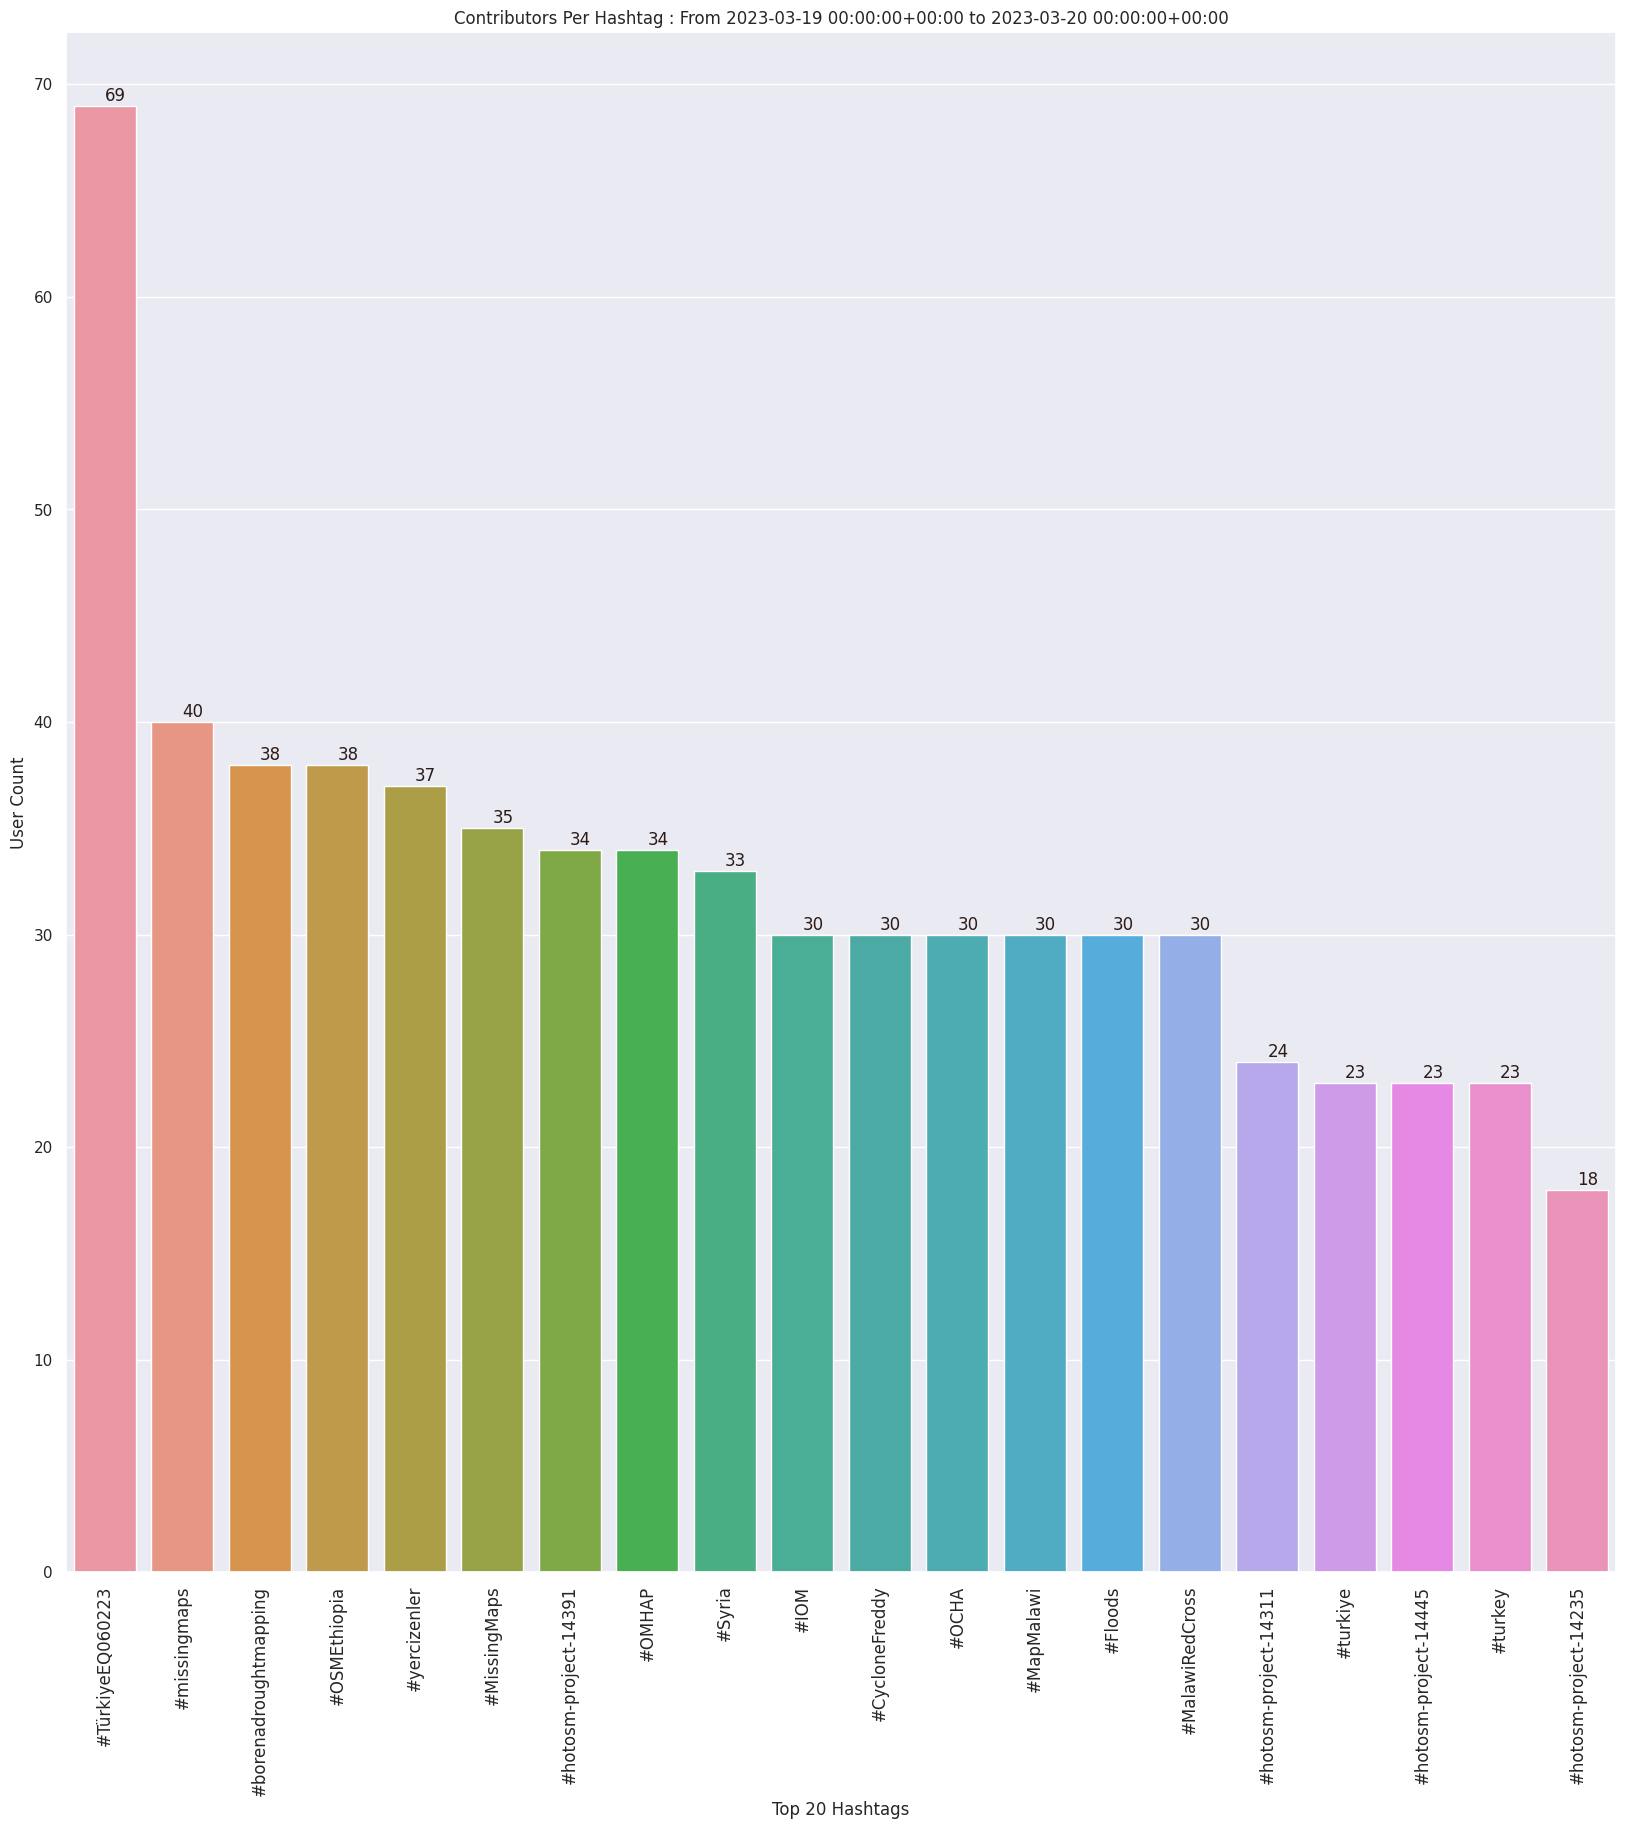 Contributors Per Hashtag : From 2023-03-19 00:00:00+00:00 to 2023-03-20 00:00:00+00:00
User Count
70
60
50
40
30
20
10
0
69
40
38
38
37
35
34
34
33
30
30
30
30
30
30
24
23
23
23
18
#TürkiyeEQ060223
#missingmaps
#borenadroughtmapping
#OSMEthiopia
#yercizenler
#MissingMaps
#hotosm-project-14391
#OMHAP
#Syria
#IOM
#CycloneFreddy
#OCHA
#MapMalawi
#Floods
#MalawiRedCross
#hotosm-project-14311
#turkiye
#hotosm-project-14445
#turkey
#hotosm-project-14235
Top 20 Hashtags